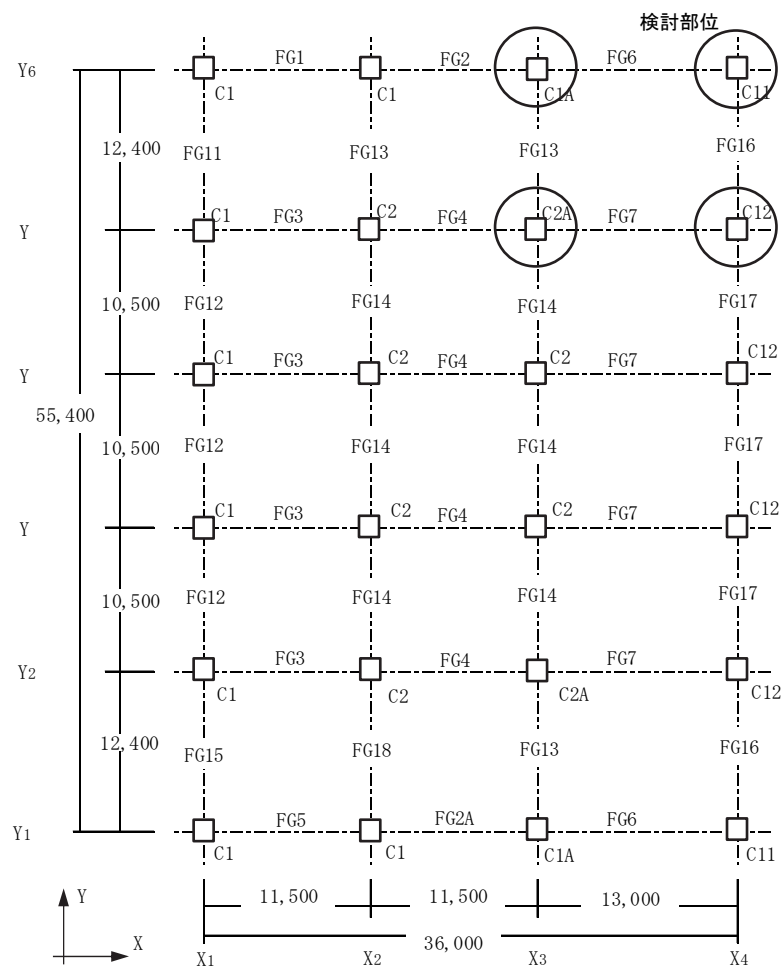 検討部位
Y6 FG1 FG2 FG6
C1 C1 C1A C11
12,400 FG11 FG13 FG13 FG16
C1 C2 C2A C12
Y FG3 FG4 FG7
10,500 FG12 FG14 FG14 FG17
C1 C2 C2 C12
Y FG3 FG4 FG7
55,400
10,500 FG12 FG14 FG14 FG17
C1 C2 C2 C12
Y FG3 FG4 FG7
10,500 FG12 FG14 FG14 FG17
Y2 FG3 FG4 FG7
C1 C2 C2A C12
12,400 FG15 FG18 FG13 FG16
Y1 FG5 FG2A FG6
C1 C1 C1A C11
Y 11,500 11,500 13,000
X 36,000
X1 X2 X3 X4